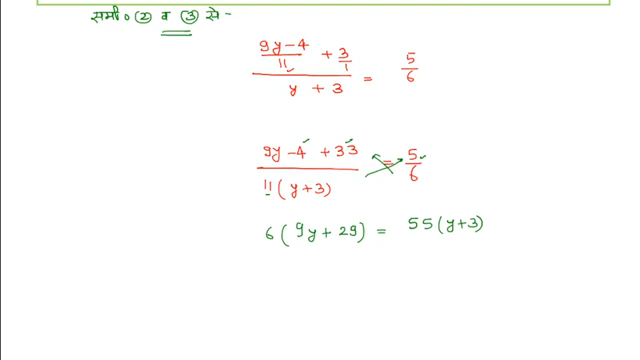 समी० ② व ③ से -
9y-4
11
+ 3
1
y + 3
= 5
6
9y - 4 + 33
11 (y+3)
= 5
6
6 ( 9y + 29) = 55 (y+3)